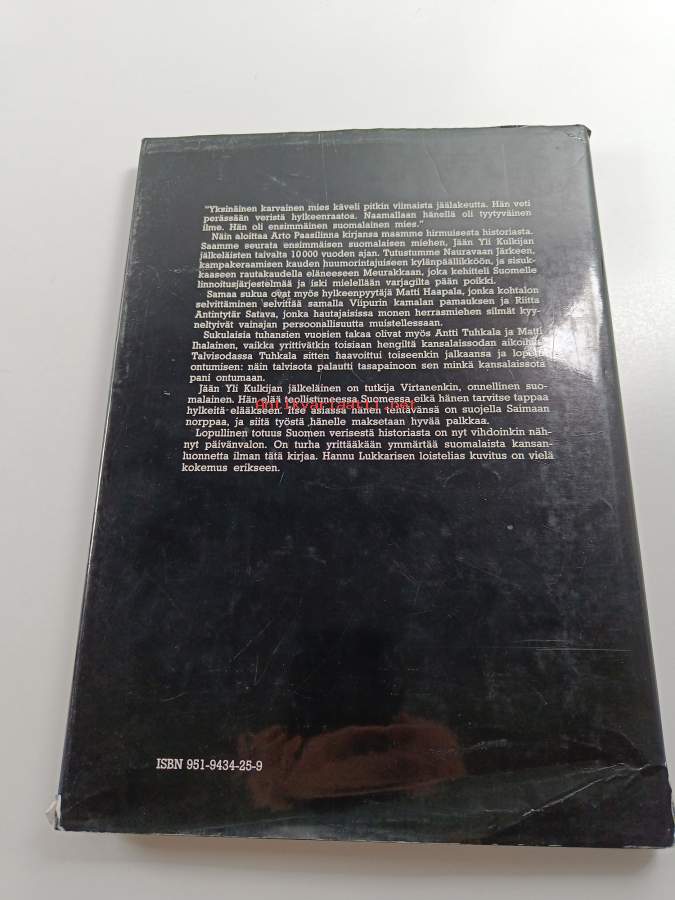 "Yksinäinen karvainen mies käveli pitkin viimaista jäälakeutta. Hän veti
perässään veristä hylkeenraatoa. Naamallaan hänellä oli tyytyväinen
ilme. Hän oli ensimmäinen suomalainen mies."
Näin aloittaa Arto Paasilinna kirjansa maamme hirmuisesta historiasta.
Saamme seurata ensimmäisen suomalaisen miehen, Jään Yli Kulkijan
jälkeläisten taivalta 10 000 vuoden ajan. Tutustumme Nauravaan Järkeen,
kampakeraamisen kauden huumorintajuiseen kylänpäällikköön, ja sisuk-
kaaseen rautakaudella eläneeseen Meurakkaan, joka kehitteli Suomelle
linnoitusjärjestelmää ja iski mielellään varjagilta pään poikki.
Samaa sukua ovat myös hylkeenpyytäjä Matti Haapala, jonka kohtalon
selvittäminen selvittää samalla Viipurin kamalan pamauksen ja Riitta
Antintytär Satava, jonka hautajaisissa monen herrasmiehen silmät kyy-
neltyivät vainajan persoonallisuutta muistellessaan.
Sukulaisia tuhansien vuosien takaa olivat myös Antti Tuhkala ja Matti
Ihalainen, vaikka yrittivätkin toisiaan hengiltä kansalaissodan aikoihin.
Talvisodassa Tuhkala sitten haavoittui toiseenkin jalkaansa ja lopetti
ontumisen: näin talvisota palautti tasapainoon sen minkä kansalaissota
pani ontumaan.
Jään Yli Kulkijan jälkeläinen on tutkija Virtanenkin, onnellinen suo-
malainen. Hän elää teollistuneessa Suomessa eikä hänen tarvitse tappaa
antikvariaatti.net
hylkeitä elääkseen. Itse asiassa hänen tehtävänsä on suojella Saimaan
norppaa, ja siitä työstä hänelle maksetaan hyvää palkkaa.
Lopullinen totuus Suomen verisestä historiasta on nyt vihdoinkin näh-
nyt päivänvalon. On turha yrittääkään ymmärtää suomalaista kansan-
luonnetta ilman tätä kirjaa. Hannu Lukkarisen loistelias kuvitus on vielä
kokemus erikseen.
ISBN 951-9434-25-9